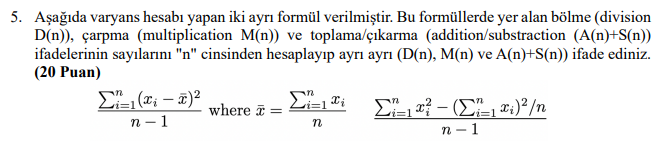 5. Aşağıda varyans hesabı yapan iki ayrı formül verilmiştir. Bu formüllerde yer alan bölme (division
D(n)), çarpma (multiplication M(n)) ve toplama/çıkarma (addition/substraction (A(n)+S(n))
ifadelerinin sayılarını "n" cinsinden hesaplayıp ayrı ayrı (D(n), M(n) ve A(n)+S(n)) ifade ediniz.
(20 Puan)
$\frac{\sum_{i=1}^{n}(x_i - \bar{x})^2}{n-1}$ where $\bar{x} = \frac{\sum_{i=1}^{n} x_i}{n}$ $\frac{\sum_{i=1}^{n} x_i^2 - (\sum_{i=1}^{n} x_i)^2/n}{n-1}$